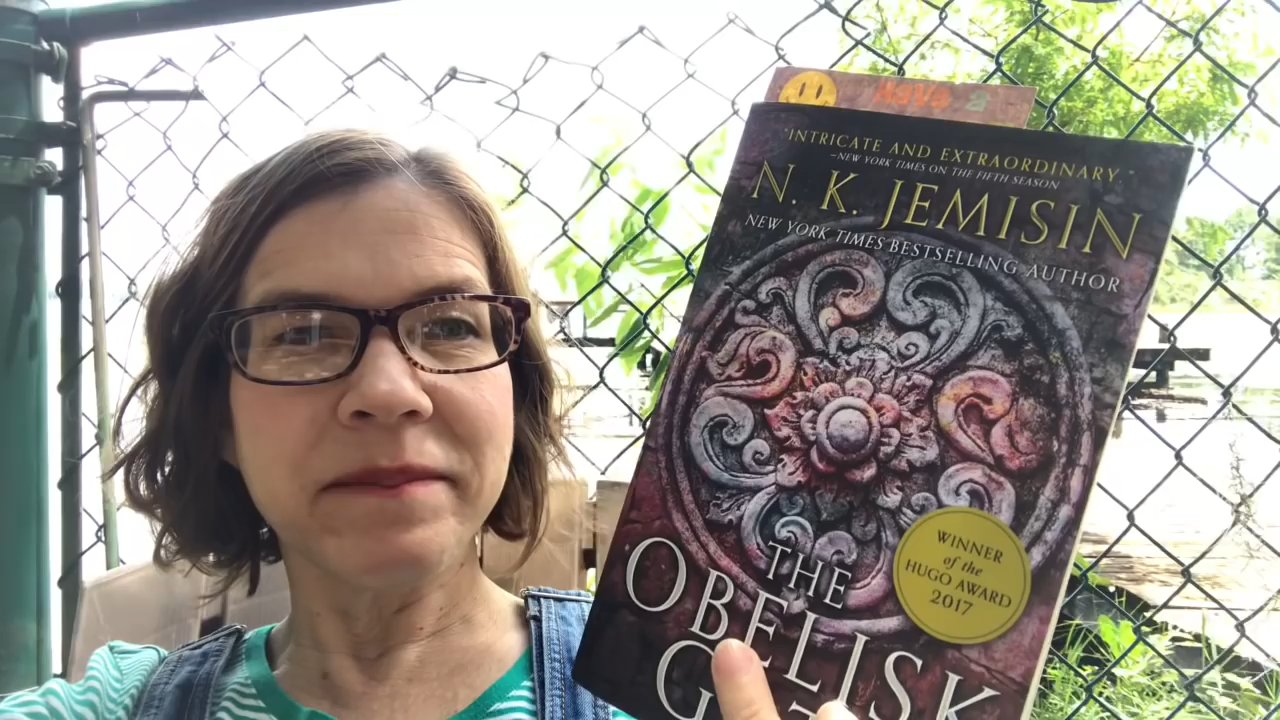 Have a
"INTRICATE AND EXTRAORDINARY."
—NEW YORK TIMES ON THE FIFTH SEASON
N. K. JEMISIN
NEW YORK TIMES BESTSELLING AUTHOR
WINNER
of the
HUGO AWARD
2017
THE
OBELISK